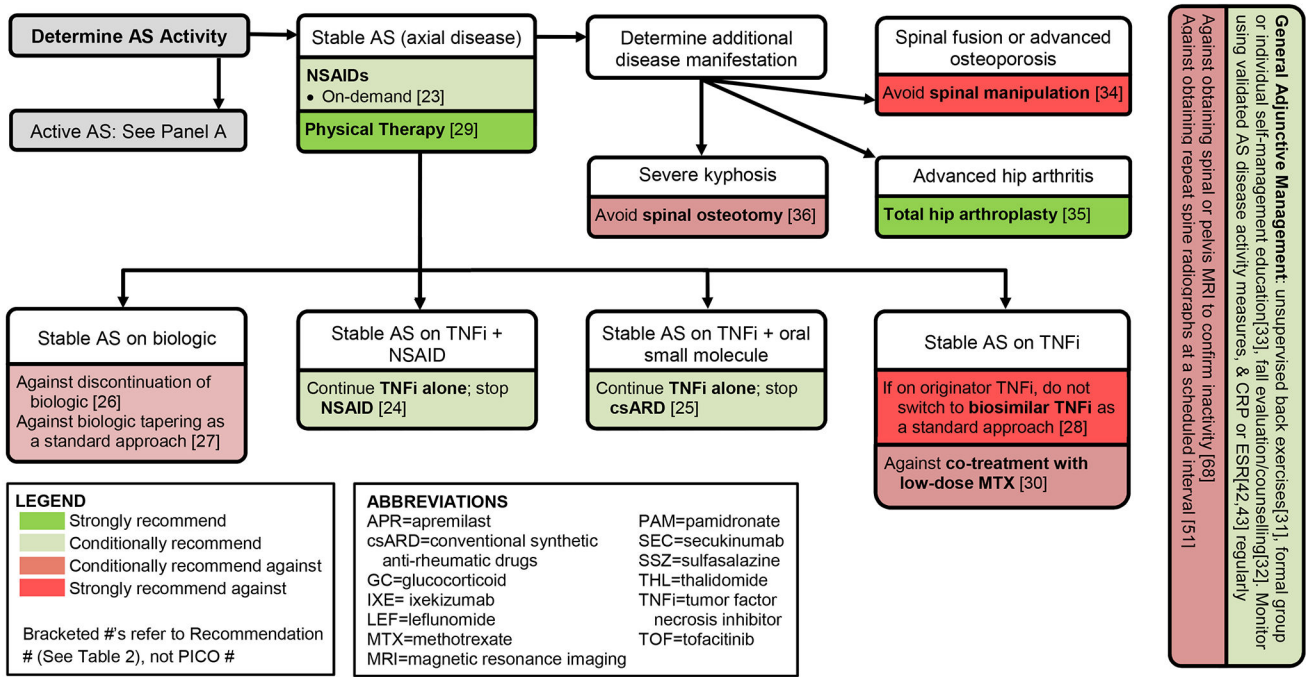 Determine AS Activity
Active AS: See Panel A
Stable AS (axial disease)
NSAIDs
• On-demand [23]
Physical Therapy [29]
Determine additional
disease manifestation
Spinal fusion or advanced
osteoporosis
Avoid spinal manipulation [34]
Severe kyphosis
Avoid spinal osteotomy [36]
Advanced hip arthritis
Total hip arthroplasty [35]
Stable AS on biologic
Against discontinuation of
biologic [26]
Against biologic tapering as
a standard approach [27]
Stable AS on TNFi +
NSAID
Continue TNFi alone; stop
NSAID [24]
Stable AS on TNFi + oral
small molecule
Continue TNFi alone; stop
csARD [25]
Stable AS on TNFi
If on originator TNFi, do not
switch to biosimilar TNFi as
a standard approach [28]
Against co-treatment with
low-dose MTX [30]
General Adjunctive Management: unsupervised back exercises[31], formal group
or individual self-management education[33], fall evaluation/counselling[32]. Monitor
using validated AS disease activity measures, & CRP or ESR[42,43] regularly
Against obtaining spinal or pelvis MRI to confirm inactivity [68]
Against obtaining repeat spine radiographs at a scheduled interval [51]
LEGEND
Strongly recommend
Conditionally recommend
Conditionally recommend against
Strongly recommend against
Bracketed #'s refer to Recommendation
# (See Table 2), not PICO #
ABBREVIATIONS
APR=apremilast
csARD=conventional synthetic
anti-rheumatic drugs
GC=glucocorticoid
IXE= ixekizumab
LEF=leflunomide
MTX=methotrexate
MRI=magnetic resonance imaging
PAM=pamidronate
SEC=secukinumab
SSZ=sulfasalazine
THL=thalidomide
TNFi=tumor factor
necrosis inhibitor
TOF=tofacitinib